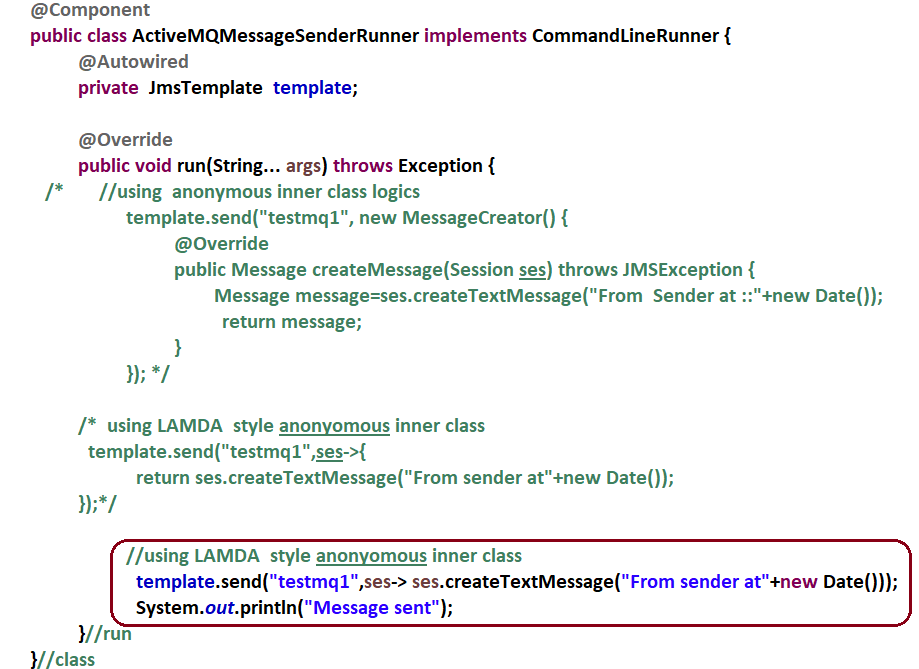 @Component
public class ActiveMQMessageSenderRunner implements CommandLineRunner {
@Autowired
private JmsTemplate template;
@Override
public void run(String... args) throws Exception {
/* //using anonymous inner class logics
template.send("testmq1", new MessageCreator() {
@Override
public Message createMessage(Session ses) throws JMSException {
Message message=ses.createTextMessage("From Sender at ::"+new Date());
return message;
}
}); */
/* using LAMDA style anonyomous inner class
template.send("testmq1",ses->{
return ses.createTextMessage("From sender at"+new Date());
});*/
//using LAMDA style anonyomous inner class
template.send("testmq1",ses-> ses.createTextMessage("From sender at"+new Date()));
System.out.println("Message sent");
}//run
}//class